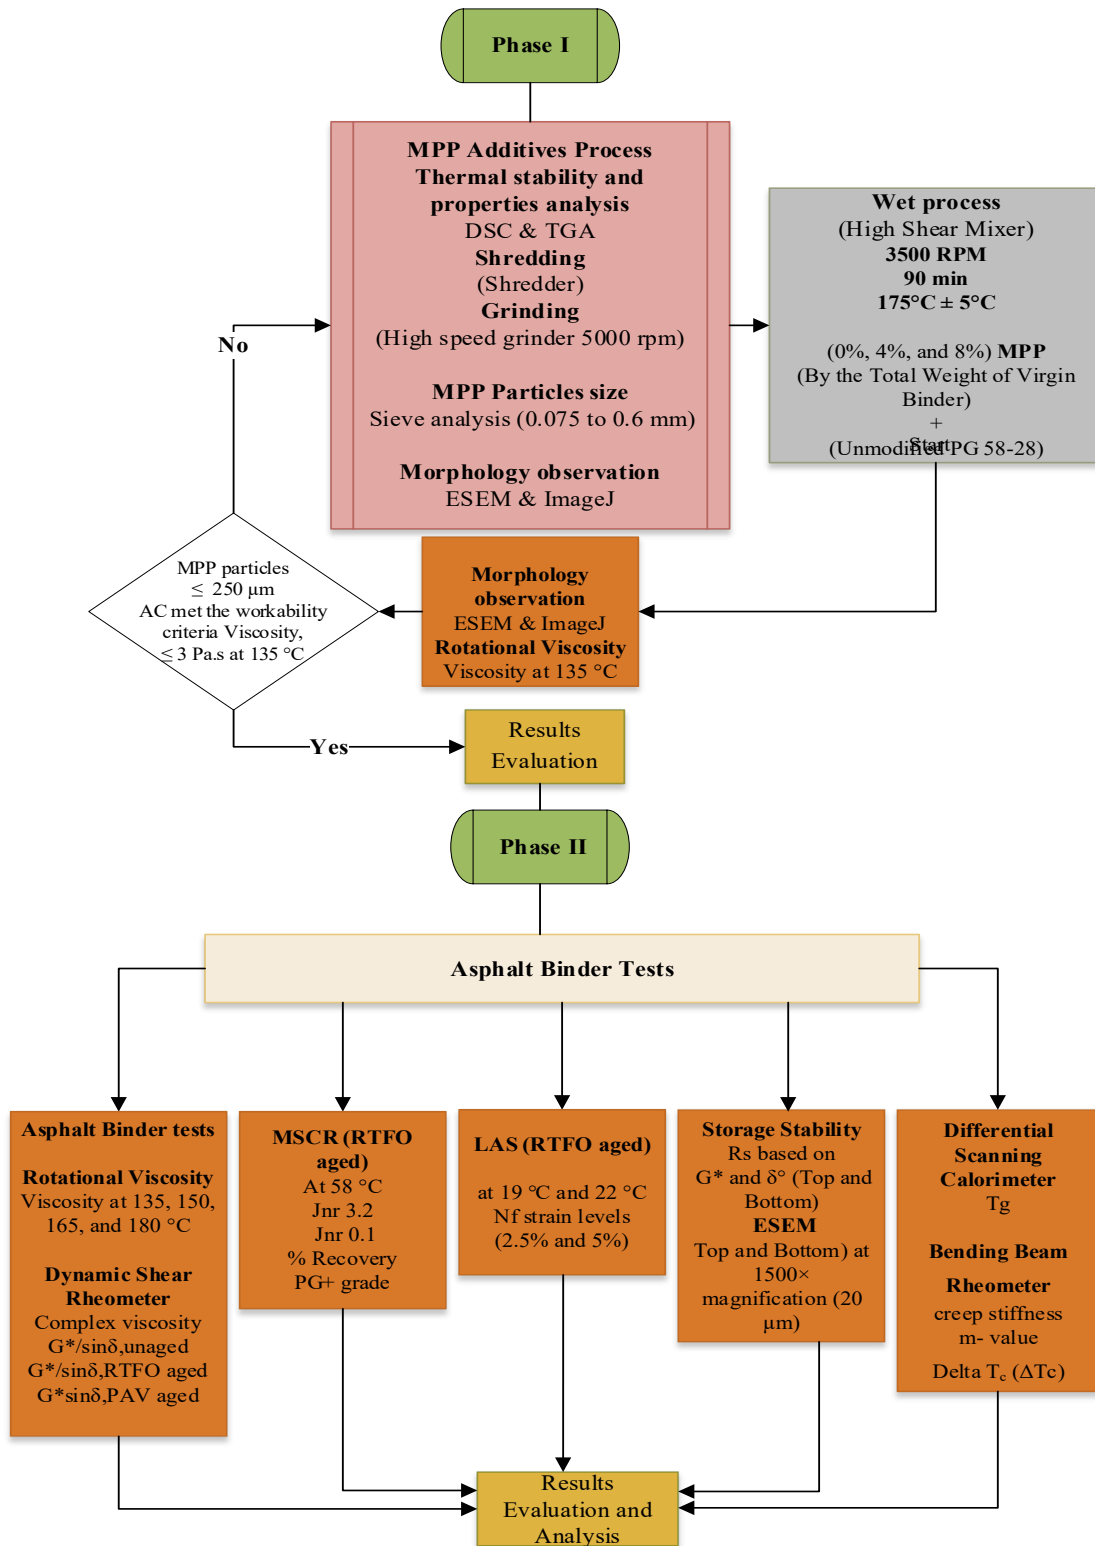 Phase I
MPP Additives Process
Thermal stability and
properties analysis
DSC & TGA
Shredding
(Shredder)
Grinding
(High speed grinder 5000 rpm)
MPP Particles size
Sieve analysis (0.075 to 0.6 mm)
Morphology observation
ESEM & ImageJ
Wet process
(High Shear Mixer)
3500 RPM
90 min
175°C ± 5°C
(0%, 4%, and 8%) MPP
(By the Total Weight of Virgin
Binder)
+
Start
(Unmodified PG 58-28)
No
MPP particles
≤ 250 µm
AC met the workability
criteria Viscosity,
≤ 3 Pa.s at 135 °C
Morphology
observation
ESEM & ImageJ
Rotational Viscosity
Viscosity at 135 °C
Yes
Results
Evaluation
Phase II
Asphalt Binder Tests
Asphalt Binder tests
Rotational Viscosity
Viscosity at 135, 150,
165, and 180 °C
Dynamic Shear
Rheometer
Complex viscosity
G*/sinδ,unaged
G*/sinδ,RTFO aged
G*sinδ,PAV aged
MSCR (RTFO
aged)
At 58 °C
Jnr 3.2
Jnr 0.1
% Recovery
PG+ grade
LAS (RTFO aged)
at 19 °C and 22 °C
Nf strain levels
(2.5% and 5%)
Storage Stability
Rs based on
G* and δ° (Top and
Bottom)
ESEM
Top and Bottom) at
1500×
magnification (20
µm)
Differential
Scanning
Calorimeter
Tg
Bending Beam
Rheometer
creep stiffness
m- value
Delta Tc (ΔTc)
Results
Evaluation and
Analysis